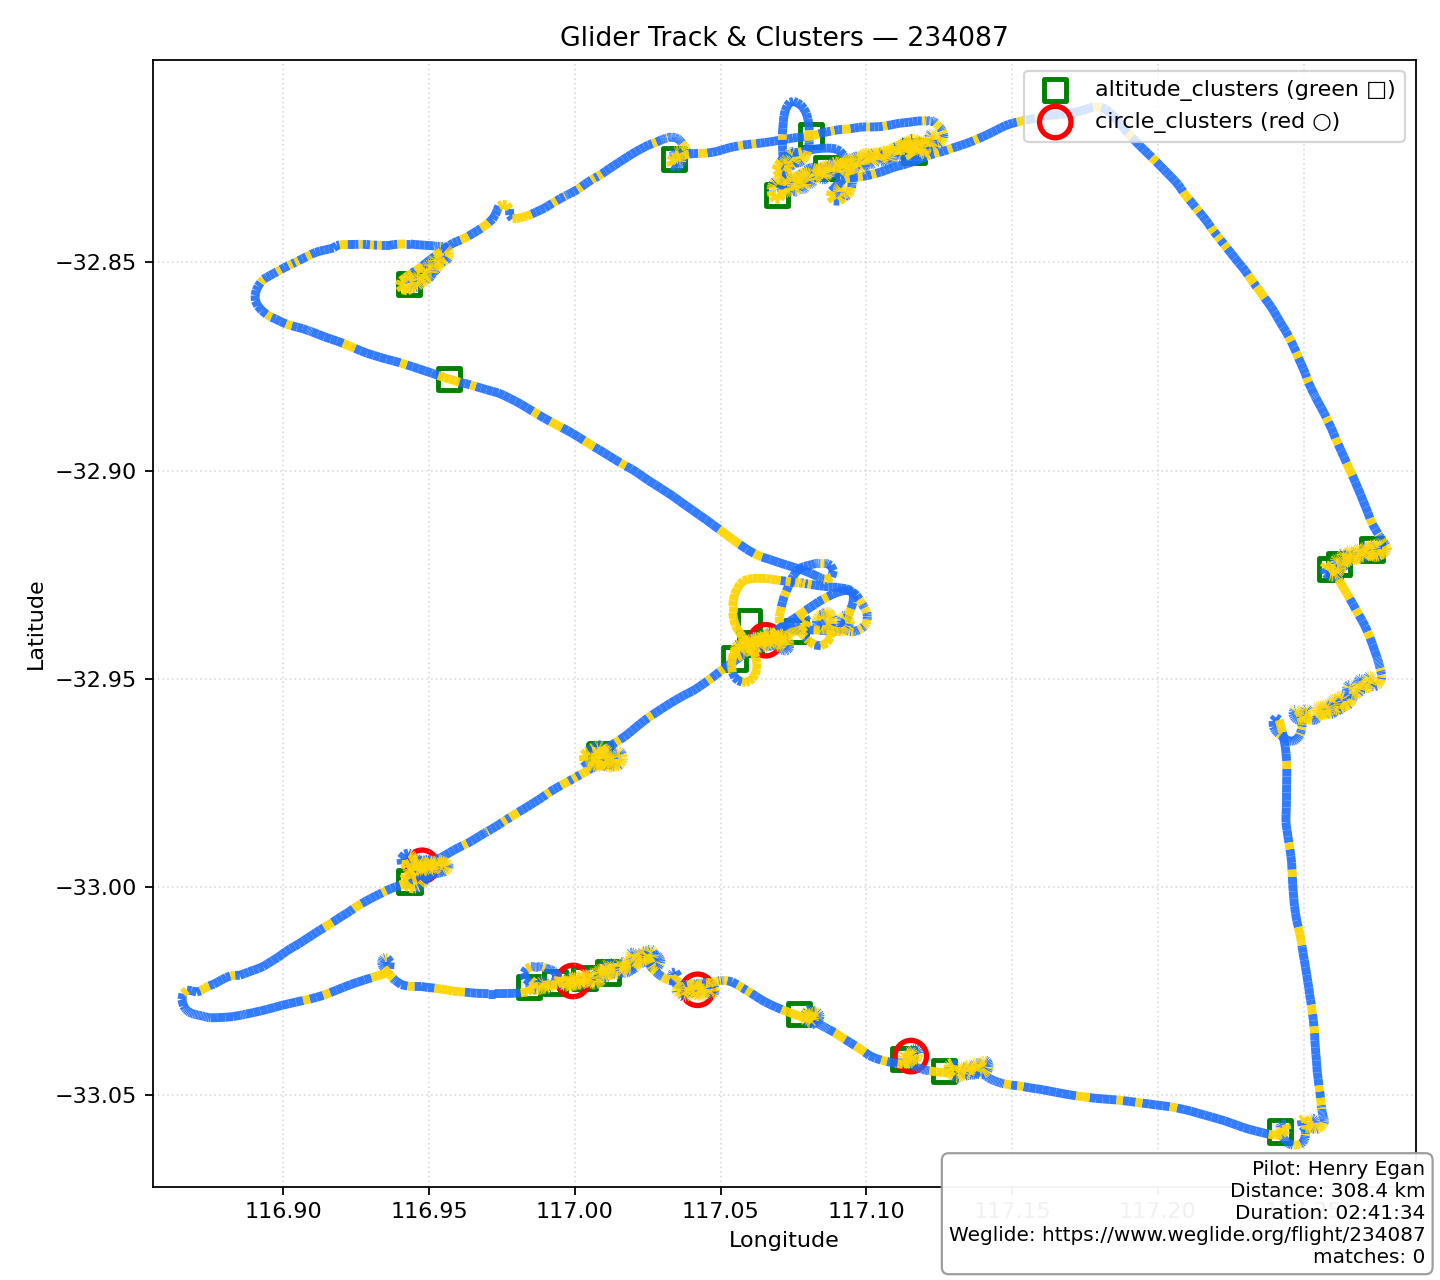 Glider Track & Clusters — 234087
altitude_clusters (green □)
circle_clusters (red ○)
Latitude
−32.85
−32.90
−32.95
−33.00
−33.05
116.90
116.95
117.00
117.05
117.10
117.15
117.20
Longitude
Pilot: Henry Egan
Distance: 308.4 km
Duration: 02:41:34
Weglide: https://www.weglide.org/flight/234087
matches: 0